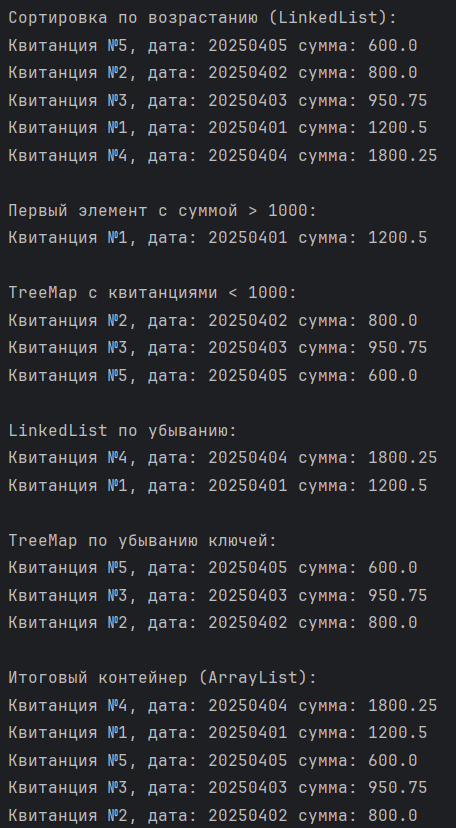 Сортировка по возрастанию (LinkedList):
Квитанция №5, дата: 20250405 сумма: 600.0
Квитанция №2, дата: 20250402 сумма: 800.0
Квитанция №3, дата: 20250403 сумма: 950.75
Квитанция №1, дата: 20250401 сумма: 1200.5
Квитанция №4, дата: 20250404 сумма: 1800.25
Первый элемент с суммой > 1000:
Квитанция №1, дата: 20250401 сумма: 1200.5
TreeMap с квитанциями < 1000:
Квитанция №2, дата: 20250402 сумма: 800.0
Квитанция №3, дата: 20250403 сумма: 950.75
Квитанция №5, дата: 20250405 сумма: 600.0
LinkedList по убыванию:
Квитанция №4, дата: 20250404 сумма: 1800.25
Квитанция №1, дата: 20250401 сумма: 1200.5
TreeMap по убыванию ключей:
Квитанция №5, дата: 20250405 сумма: 600.0
Квитанция №3, дата: 20250403 сумма: 950.75
Квитанция №2, дата: 20250402 сумма: 800.0
Итоговый контейнер (ArrayList):
Квитанция №4, дата: 20250404 сумма: 1800.25
Квитанция №1, дата: 20250401 сумма: 1200.5
Квитанция №5, дата: 20250405 сумма: 600.0
Квитанция №3, дата: 20250403 сумма: 950.75
Квитанция №2, дата: 20250402 сумма: 800.0